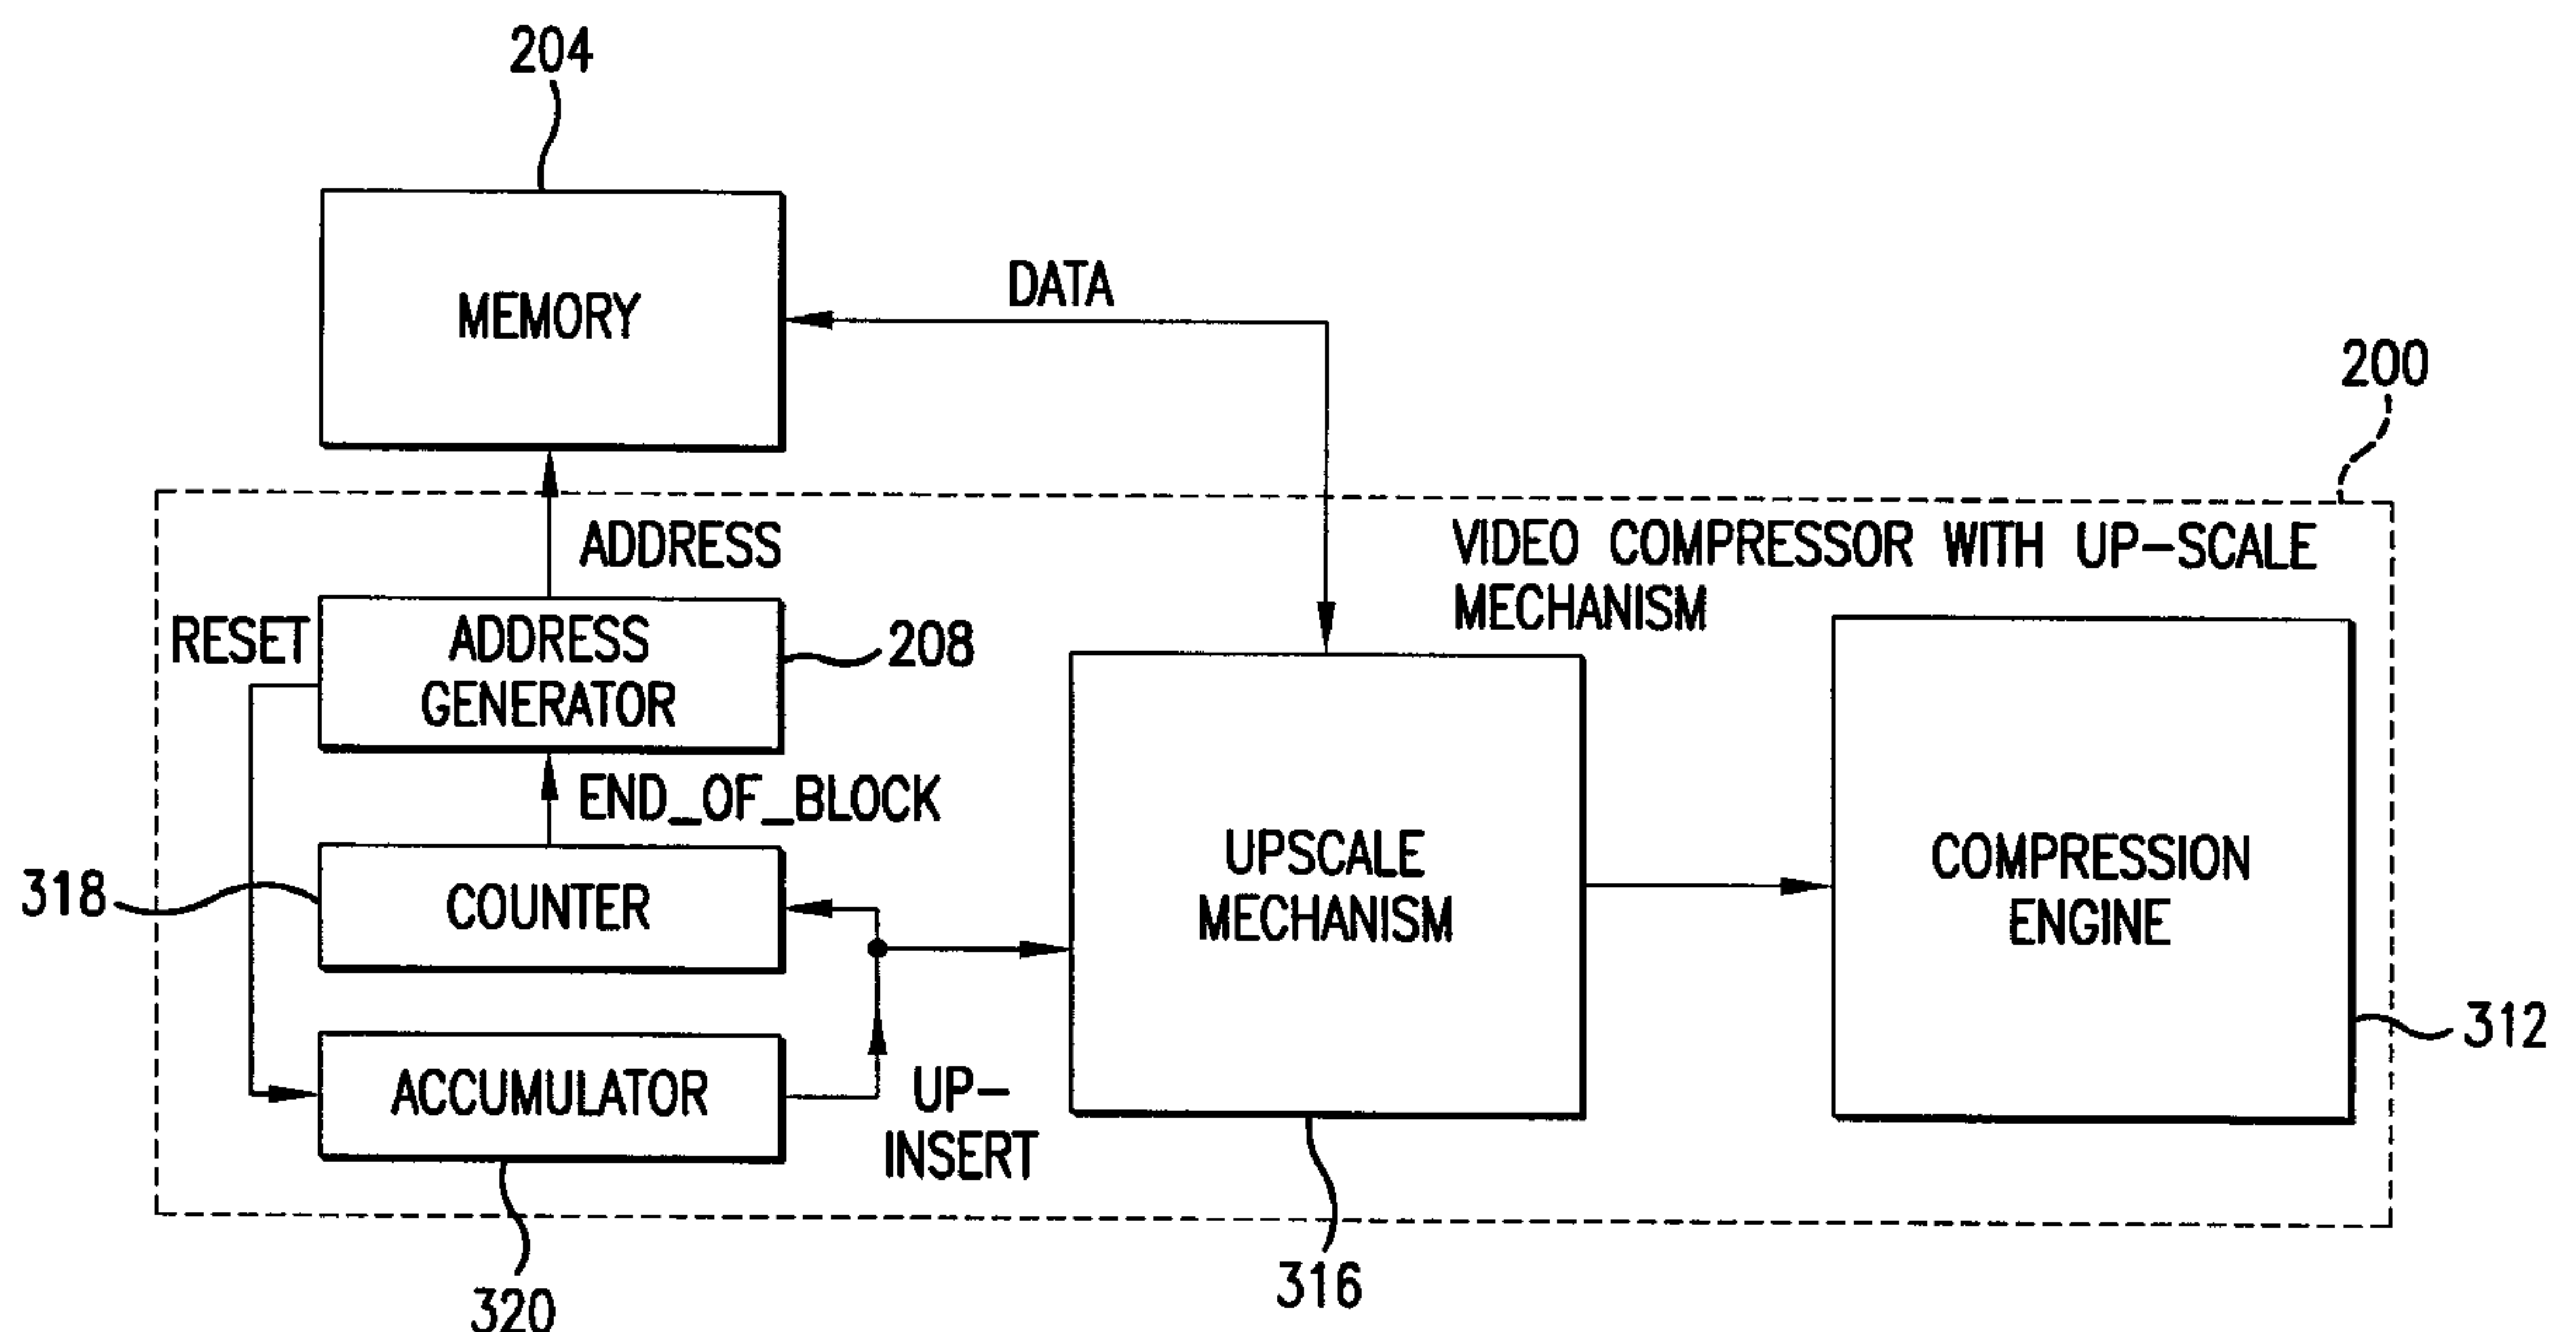 204
MEMORY
DATA
200
ADDRESS
VIDEO COMPRESSOR WITH UP-SCALE
MECHANISM
RESET
ADDRESS
GENERATOR
208
END_OF_BLOCK
318
COUNTER
UPSCALE
MECHANISM
COMPRESSION
ENGINE
312
ACCUMULATOR
UP-
INSERT
320
316